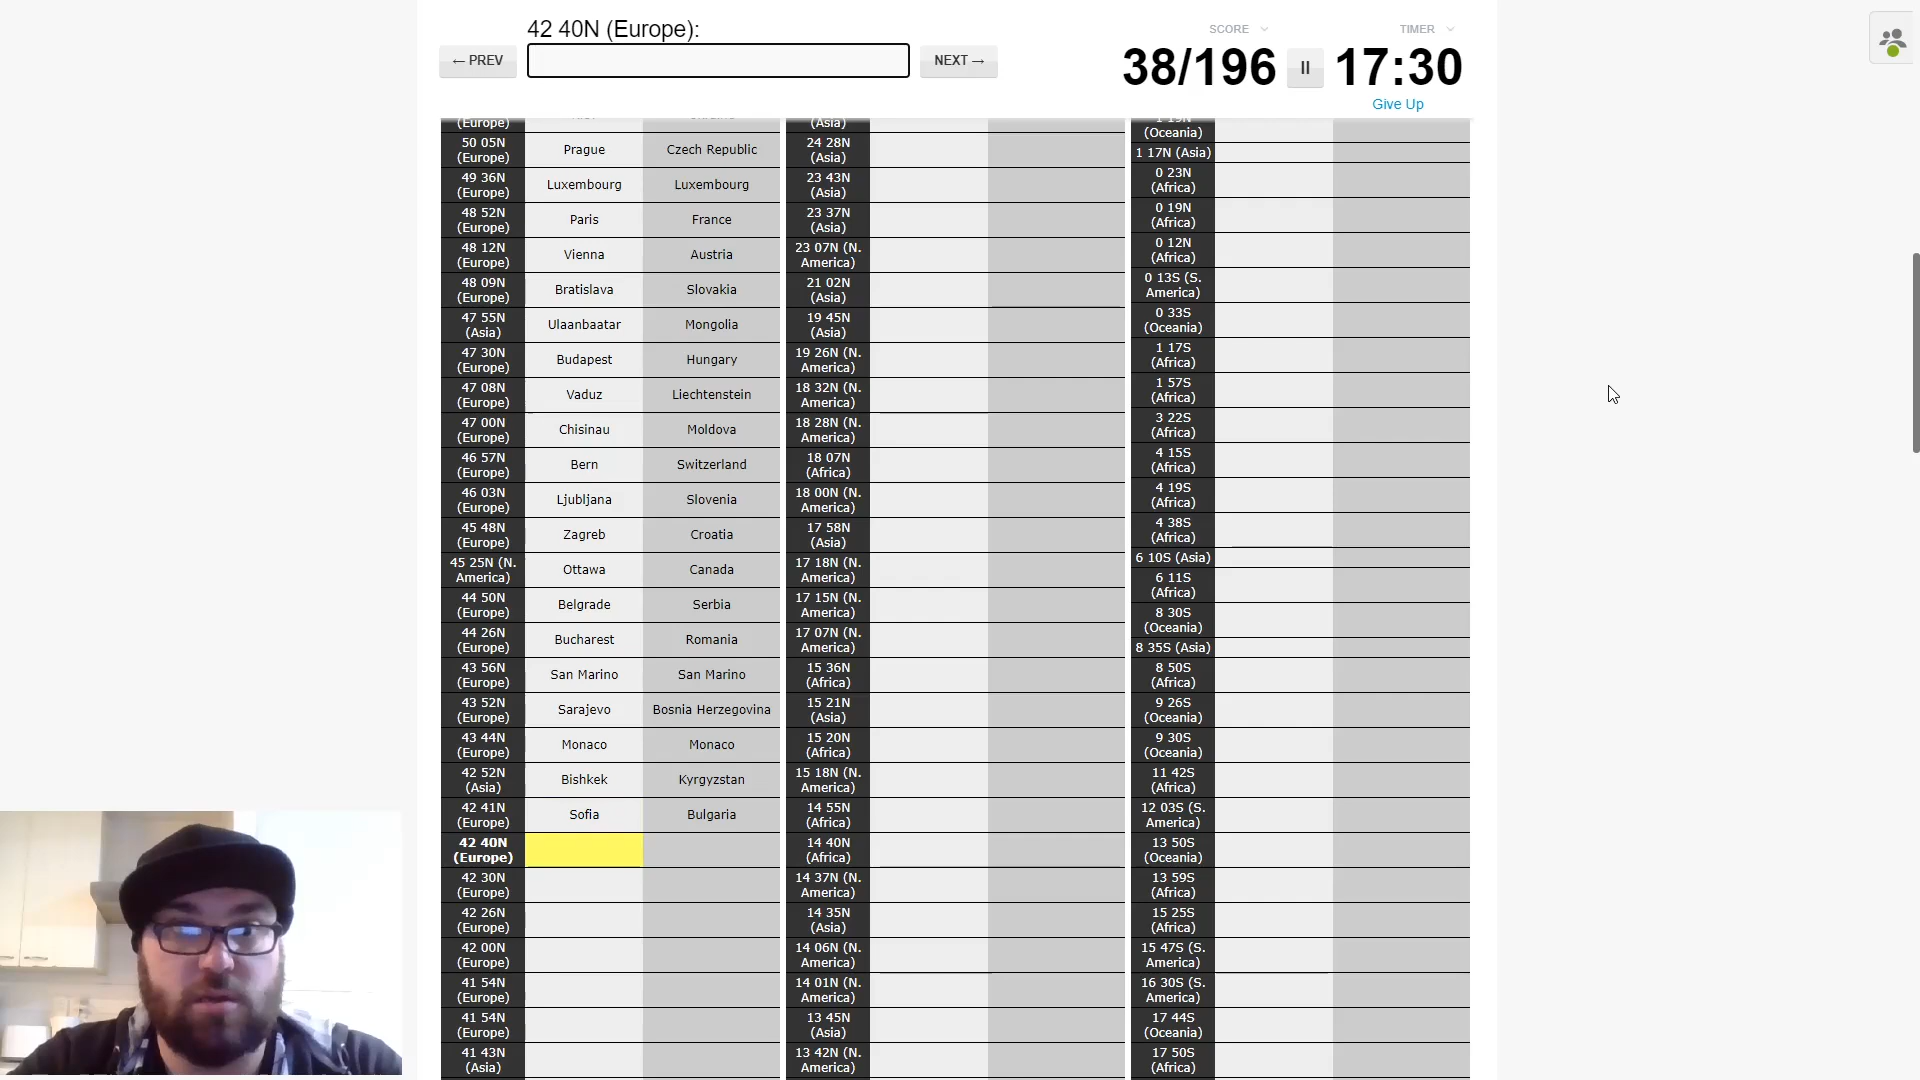 42 40N (Europe):
← PREV
NEXT →
SCORE
38/196
TIMER
17:30
Give Up
(Europe)
50 05N (Europe) Prague Czech Republic
49 36N (Europe) Luxembourg Luxembourg
48 52N (Europe) Paris France
48 12N (Europe) Vienna Austria
48 09N (Europe) Bratislava Slovakia
47 55N (Asia) Ulaanbaatar Mongolia
47 30N (Europe) Budapest Hungary
47 08N (Europe) Vaduz Liechtenstein
47 00N (Europe) Chisinau Moldova
46 57N (Europe) Bern Switzerland
46 03N (Europe) Ljubljana Slovenia
45 48N (Europe) Zagreb Croatia
45 25N (N. America) Ottawa Canada
44 50N (Europe) Belgrade Serbia
44 26N (Europe) Bucharest Romania
43 56N (Europe) San Marino San Marino
43 52N (Europe) Sarajevo Bosnia Herzegovina
43 44N (Europe) Monaco Monaco
42 52N (Asia) Bishkek Kyrgyzstan
42 41N (Europe) Sofia Bulgaria
42 40N (Europe)
42 30N (Europe)
42 26N (Europe)
42 00N (Europe)
41 54N (Europe)
41 54N (Europe)
41 43N (Asia)
(Asia)
24 28N (Asia)
23 43N (Asia)
23 37N (Asia)
23 07N (N. America)
21 02N (Asia)
19 45N (Asia)
19 26N (N. America)
18 32N (N. America)
18 28N (N. America)
18 07N (Africa)
18 00N (N. America)
17 58N (Asia)
17 18N (N. America)
17 15N (N. America)
17 07N (N. America)
15 36N (Africa)
15 21N (Asia)
15 20N (Africa)
15 18N (N. America)
14 55N (Africa)
14 40N (Africa)
14 37N (N. America)
14 35N (Asia)
14 06N (N. America)
14 01N (N. America)
13 45N (Asia)
13 42N (N. America)
(Oceania)
1 17N (Asia)
0 23N (Africa)
0 19N (Africa)
0 12N (Africa)
0 13S (S. America)
0 33S (Oceania)
1 17S (Africa)
1 57S (Africa)
3 22S (Africa)
4 15S (Africa)
4 19S (Africa)
4 38S (Africa)
6 10S (Asia)
6 11S (Africa)
8 30S (Oceania)
8 35S (Asia)
8 50S (Africa)
9 26S (Oceania)
9 30S (Oceania)
11 42S (Africa)
12 03S (S. America)
13 50S (Oceania)
13 59S (Africa)
15 25S (Africa)
15 47S (S. America)
16 30S (S. America)
17 44S (Oceania)
17 50S (Africa)